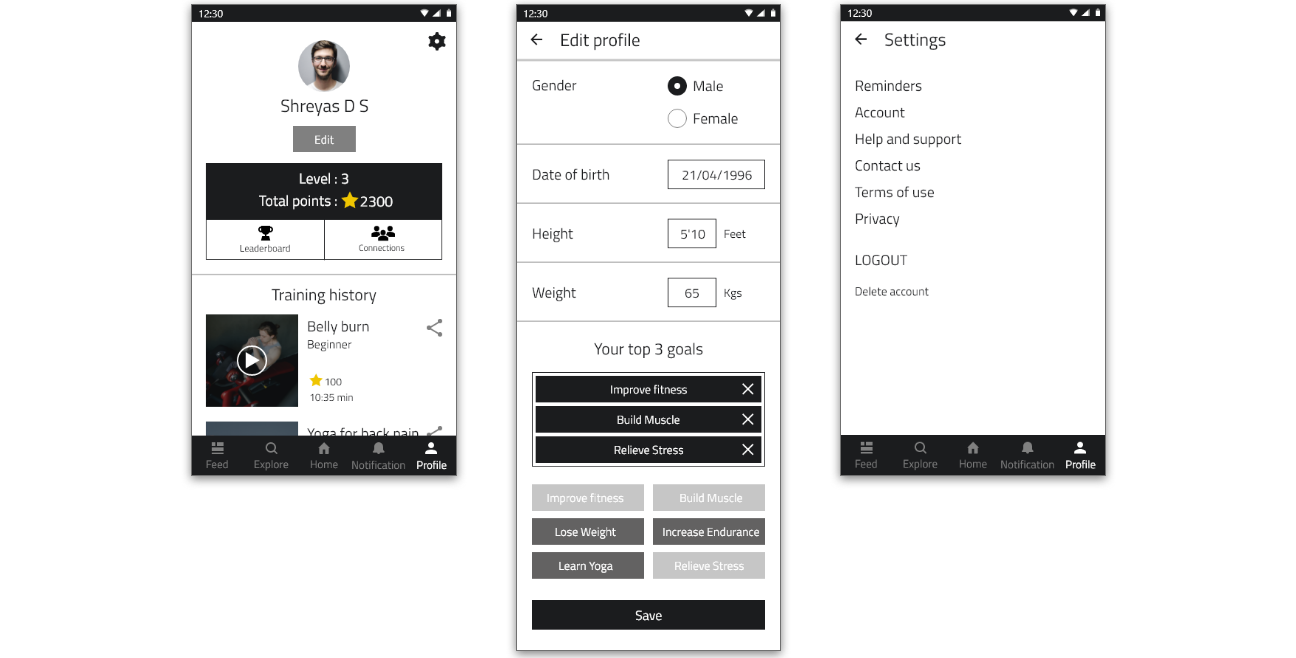 12:30
Shreyas D S
Edit
Level : 3
Total points : 2300
Leaderboard
Connections
Training history
Belly burn
Beginner
100
10:35 min
Yoga for back pain
Feed
Explore
Home
Notification
Profile
12:30
Edit profile
Gender
Male
Female
Date of birth
21/04/1996
Height
5'10
Feet
Weight
65
Kgs
Your top 3 goals
Improve fitness
Build Muscle
Relieve Stress
Improve fitness
Build Muscle
Lose Weight
Increase Endurance
Learn Yoga
Relieve Stress
Save
12:30
Settings
Reminders
Account
Help and support
Contact us
Terms of use
Privacy
LOGOUT
Delete account
Feed
Explore
Home
Notification
Profile